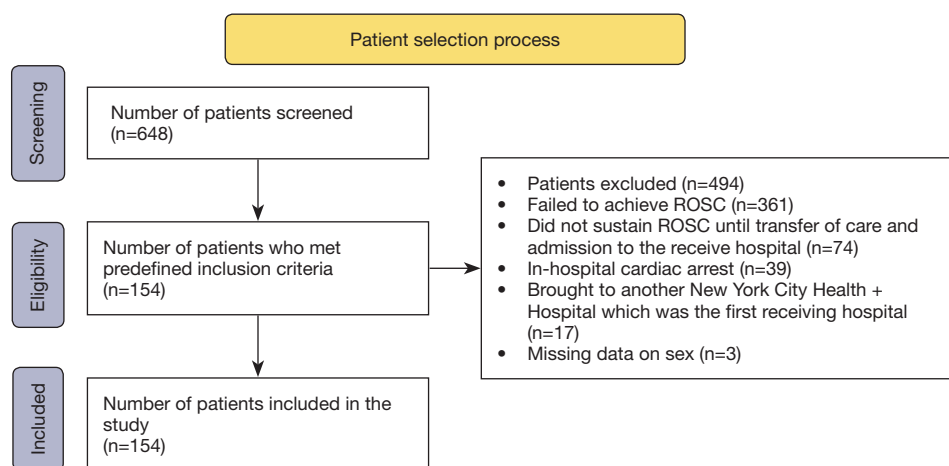 Patient selection process
Screening
Number of patients screened
(n=648)
Eligibility
Number of patients who met
predefined inclusion criteria
(n=154)
• Patients excluded (n=494)
• Failed to achieve ROSC (n=361)
• Did not sustain ROSC until transfer of care and
admission to the receive hospital (n=74)
• In-hospital cardiac arrest (n=39)
• Brought to another New York City Health +
Hospital which was the first receiving hospital
(n=17)
• Missing data on sex (n=3)
Included
Number of patients included in the
study
(n=154)